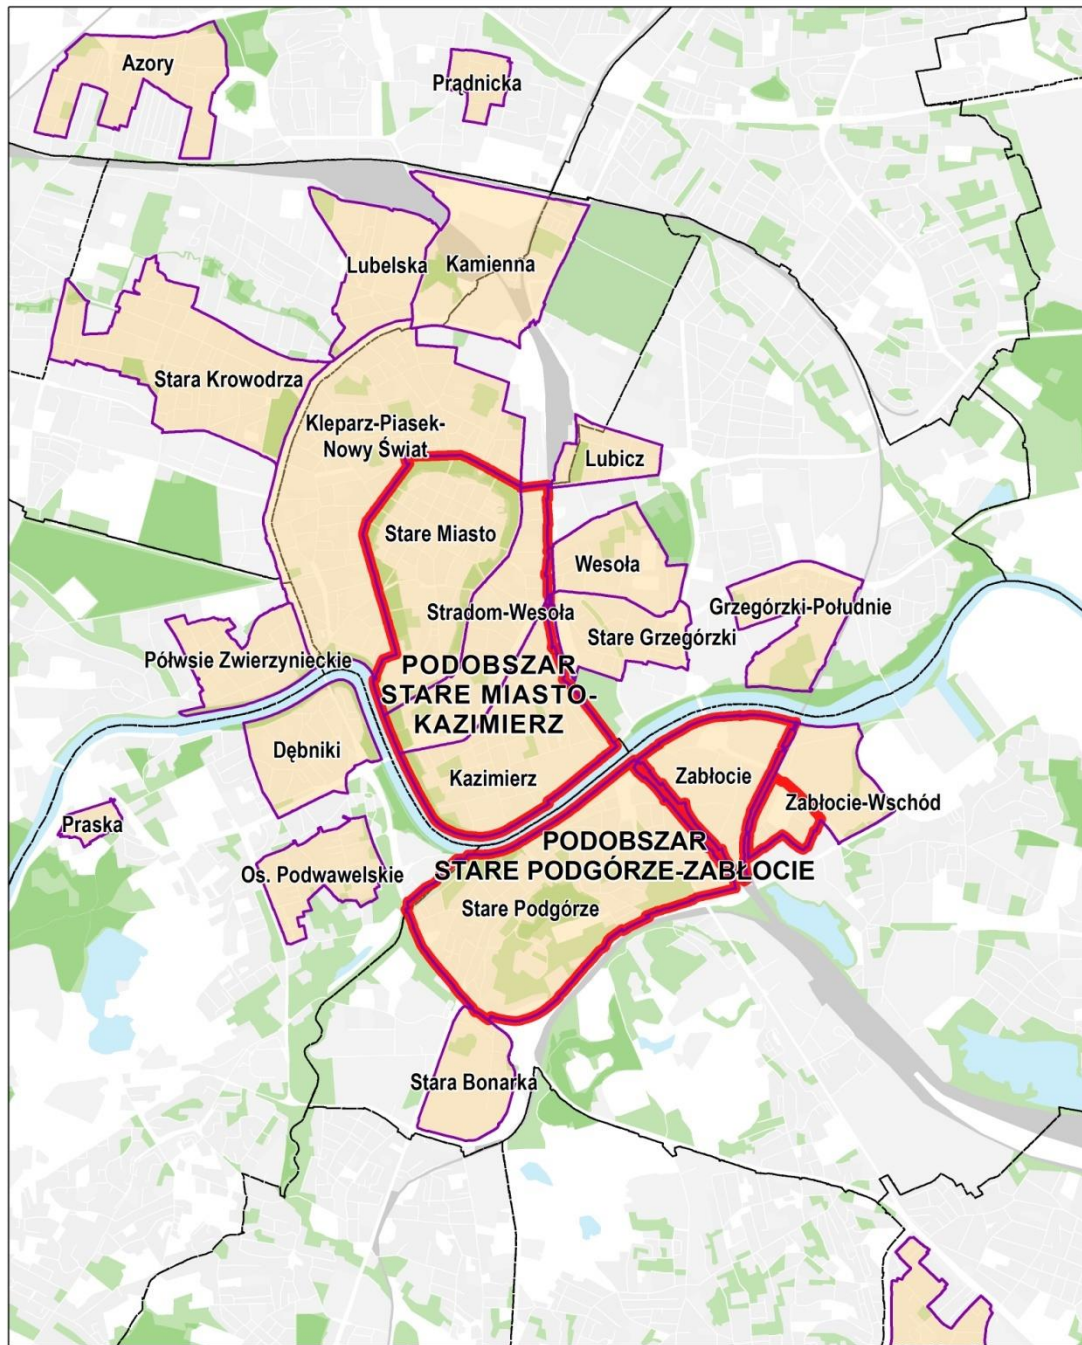 Azory
Prądnicka
Lubelska
Kamienna
Stara Krowodrza
Kleparz-Piasek-
Nowy Świat
Lubicz
Stare Miasto
Wesoła
Stradom-Wesoła
Grzegórzki-Południe
Stare Grzegórzki
Półwsie Zwierzynieckie
PODOBSZAR
STARE MIASTO-
KAZIMIERZ
Dębniki
Kazimierz
Zabłocie
Zabłocie-Wschód
Praska
PODOBSZAR
STARE PODGÓRZE-ZABŁOCIE
Os. Podwawelskie
Stare Podgórze
Stara Bonarka